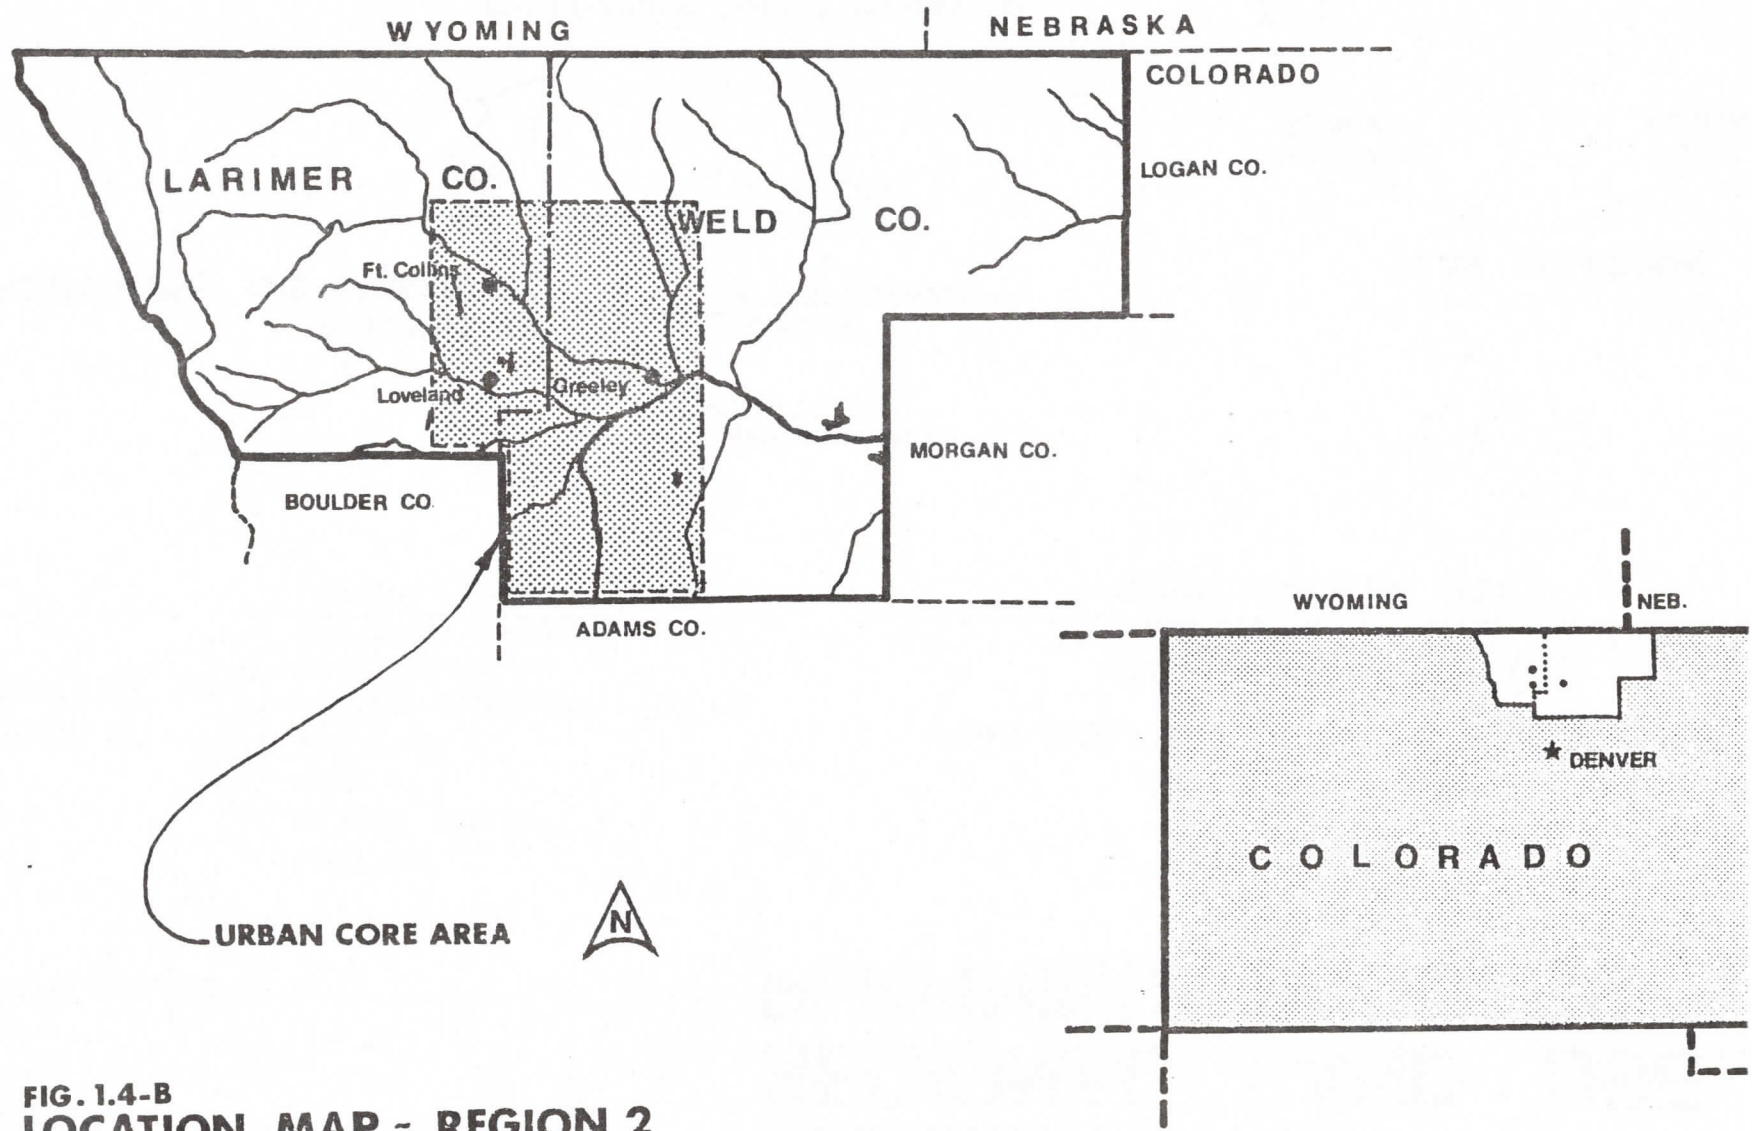 WYOMING
NEBRASKA
COLORADO
LARIMER CO.
LOGAN CO.
WELD CO.
Ft. Collins
Loveland
Greeley
MORGAN CO.
BOULDER CO.
ADAMS CO.
WYOMING
NEB.
DENVER
COLORADO
URBAN CORE AREA
N
FIG. 1.4-B
LOCATION MAP ~ REGION 2